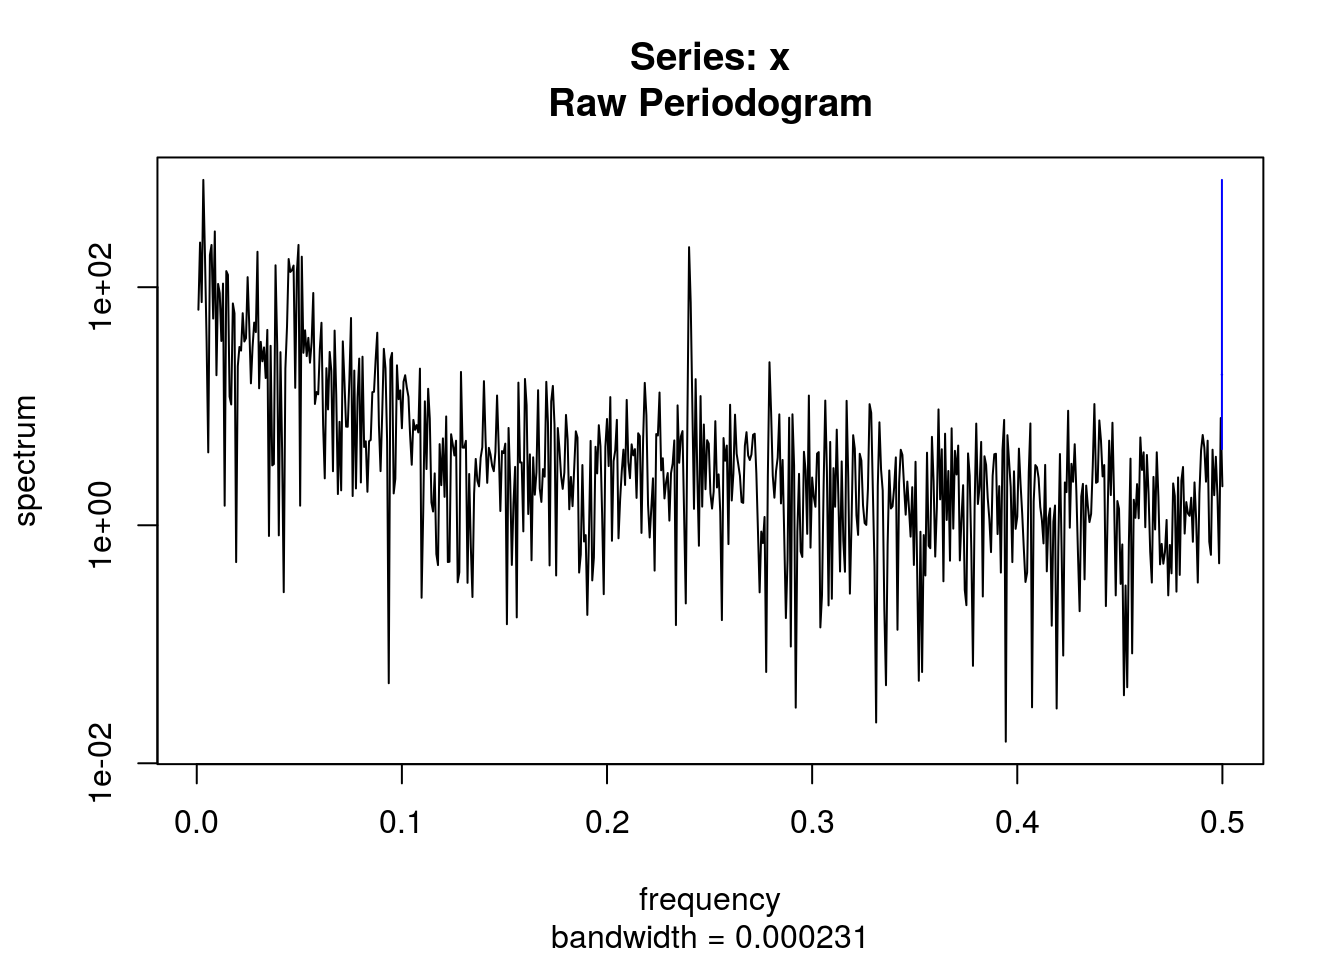 Series: x
Raw Periodogram
spectrum
1e+02
1e+00
1e-02
0.0 0.1 0.2 0.3 0.4 0.5
frequency
bandwidth = 0.000231